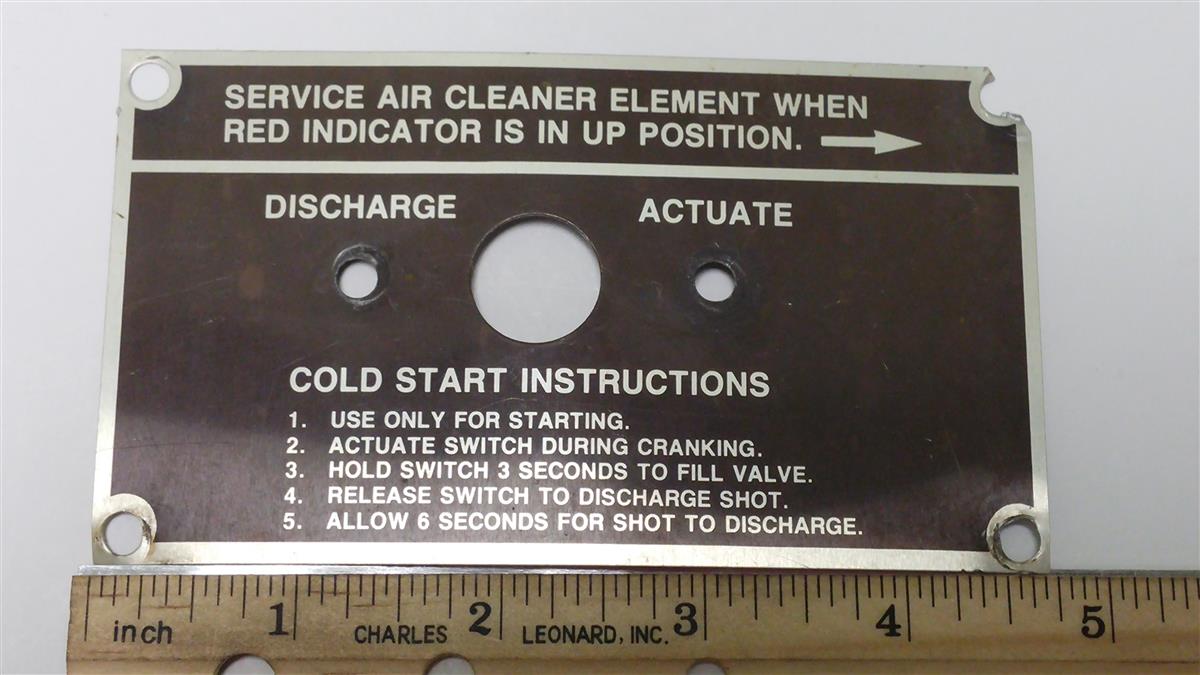 SERVICE AIR CLEANER ELEMENT WHEN
RED INDICATOR IS IN UP POSITION.
DISCHARGE ACTUATE
COLD START INSTRUCTIONS
1. USE ONLY FOR STARTING.
2. ACTUATE SWITCH DURING CRANKING.
3. HOLD SWITCH 3 SECONDS TO FILL VALVE.
4. RELEASE SWITCH TO DISCHARGE SHOT.
5. ALLOW 6 SECONDS FOR SHOT TO DISCHARGE.
1 2 3 4 5
inch CHARLES LEONARD, INC.